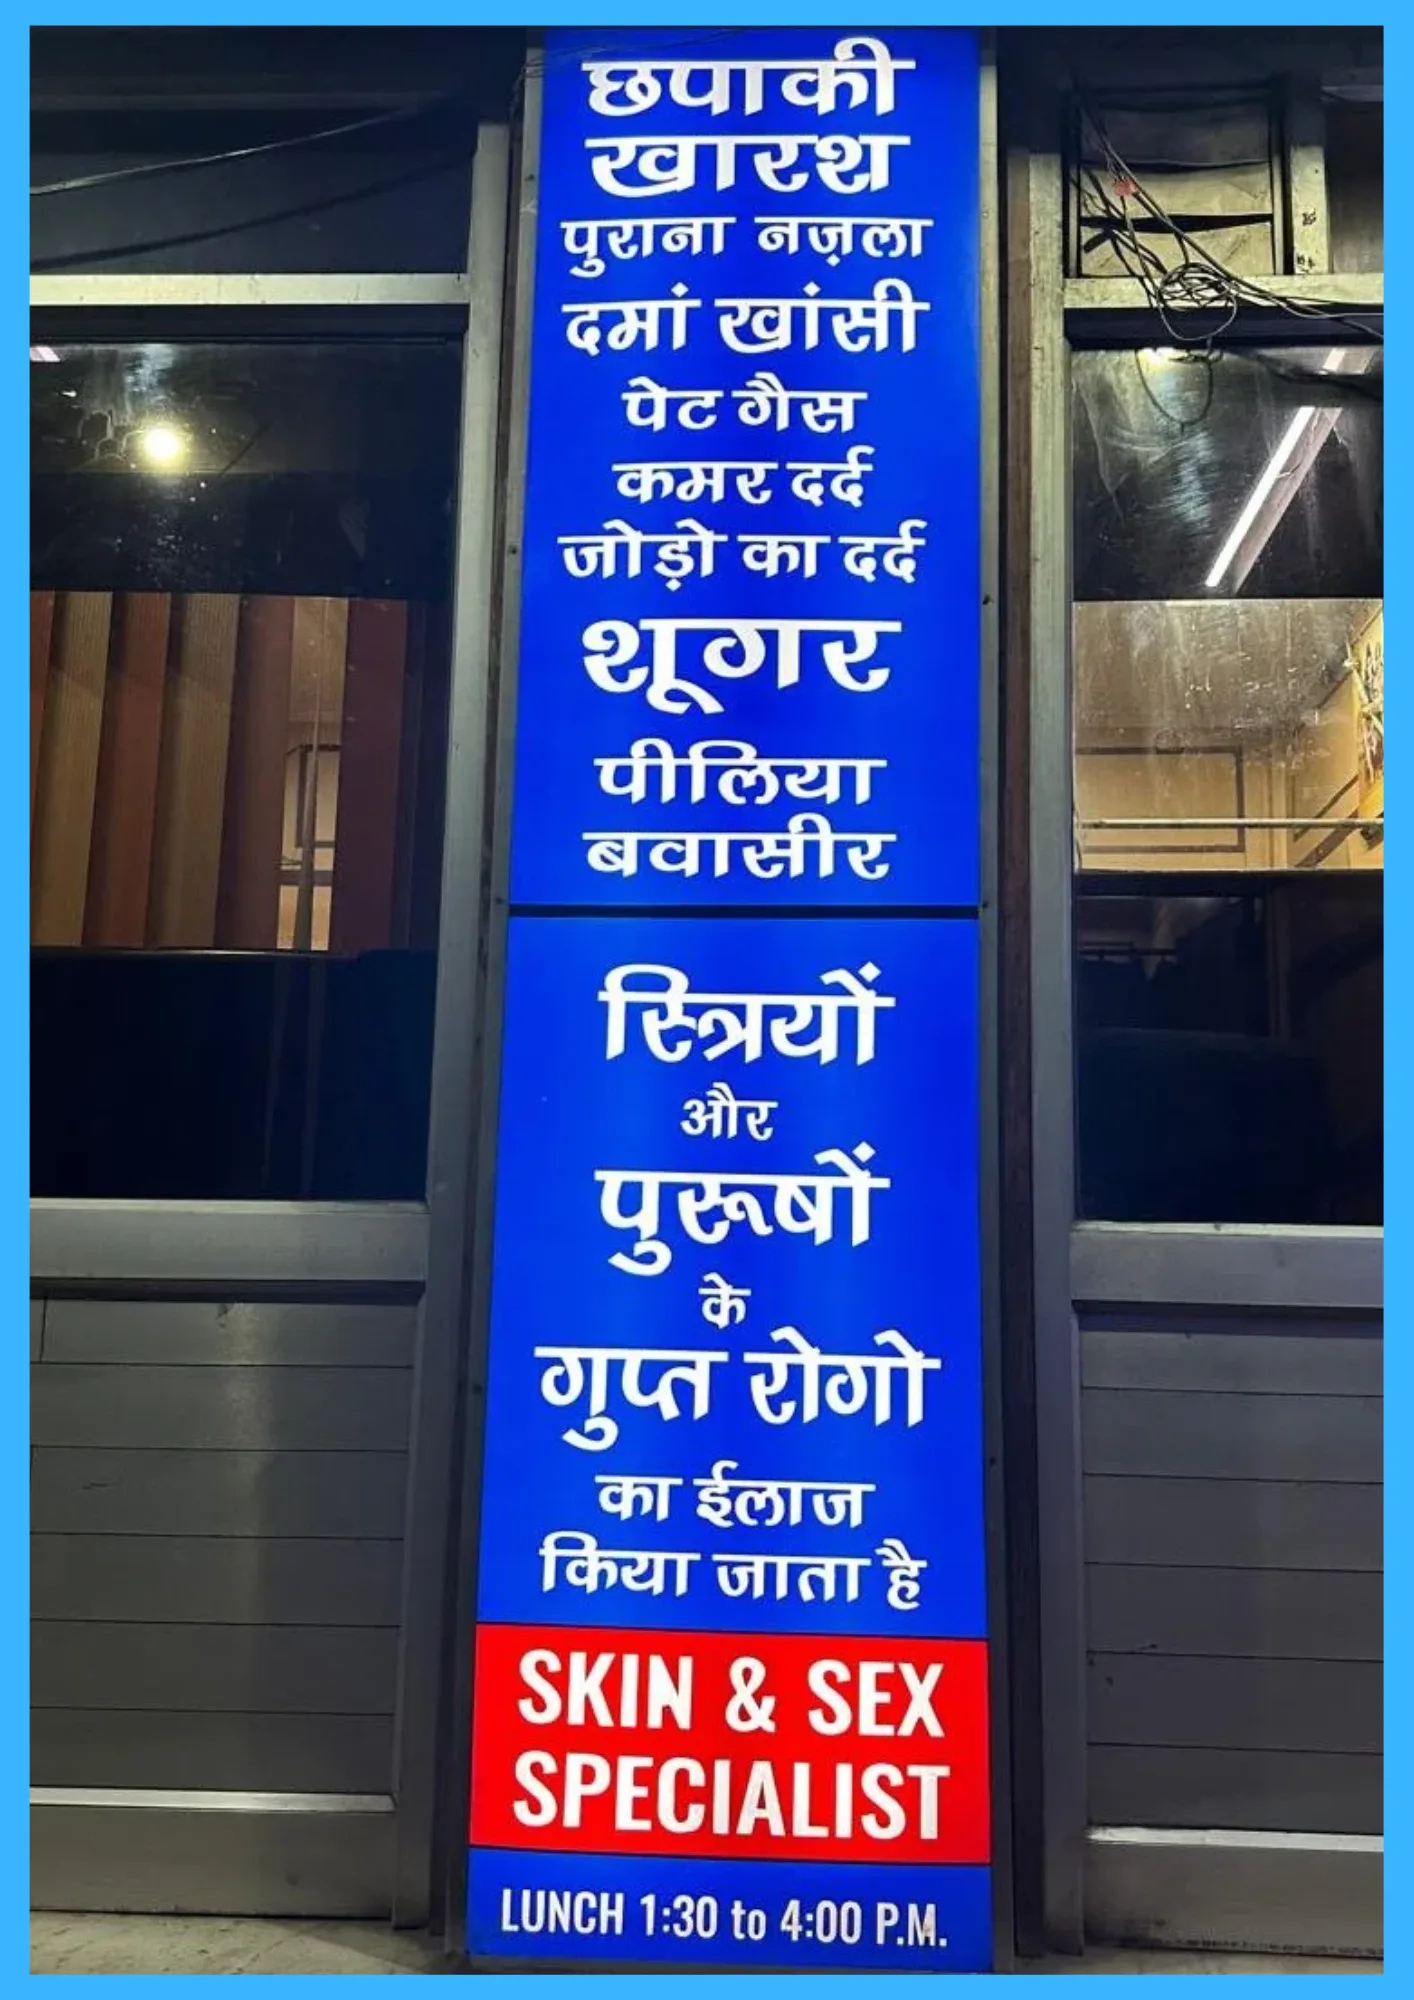 छपाकी
खारश
पुराना नज़ला
दमां खांसी
पेट गैस
कमर दर्द
जोड़ो का दर्द
शूगर
पीलिया
बवासीर
स्त्रियों
और
पुरूषों
के
गुप्त रोगो
का ईलाज
किया जाता है
SKIN & SEX
SPECIALIST
LUNCH 1:30 to 4:00 P.M.